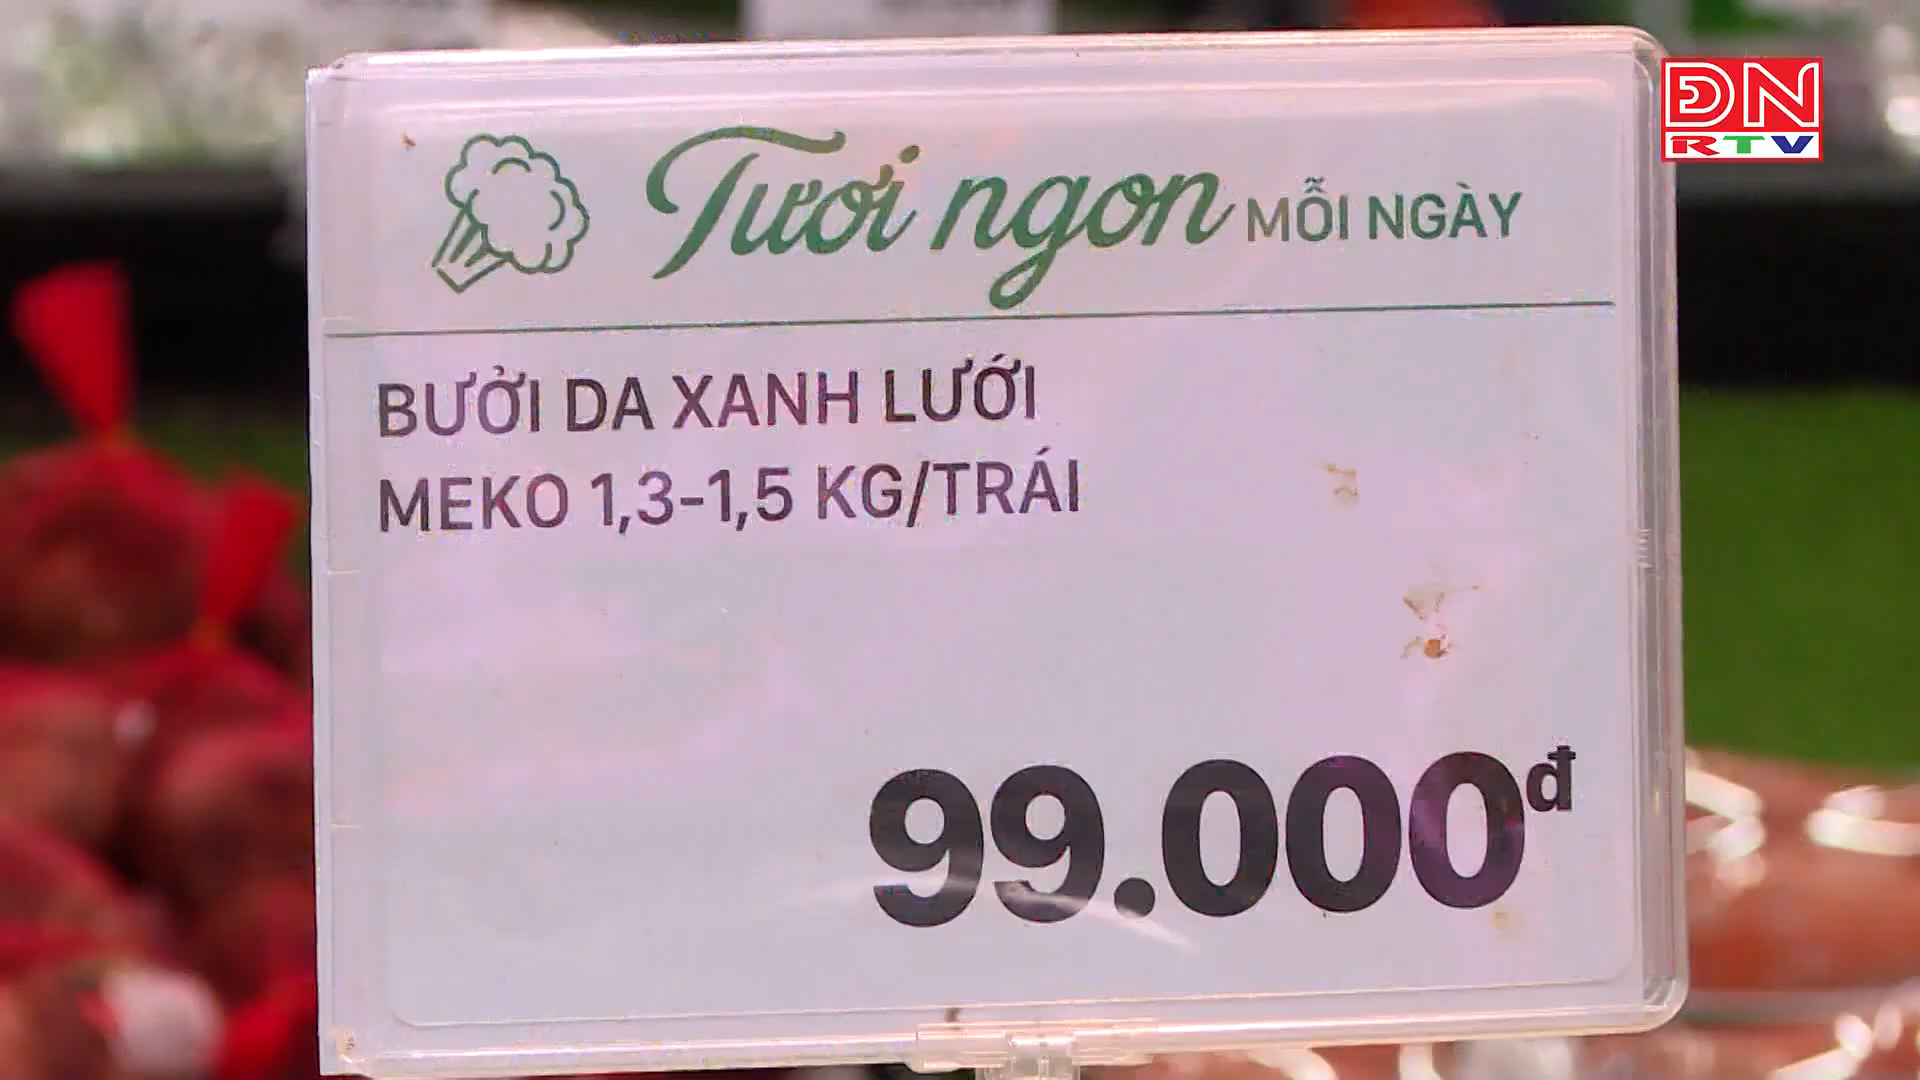 ĐN
RTV
Tươi ngon MỖI NGÀY
BƯỞI DA XANH LƯỚI
MEKO 1,3-1,5 KG/TRÁI
99.000đ